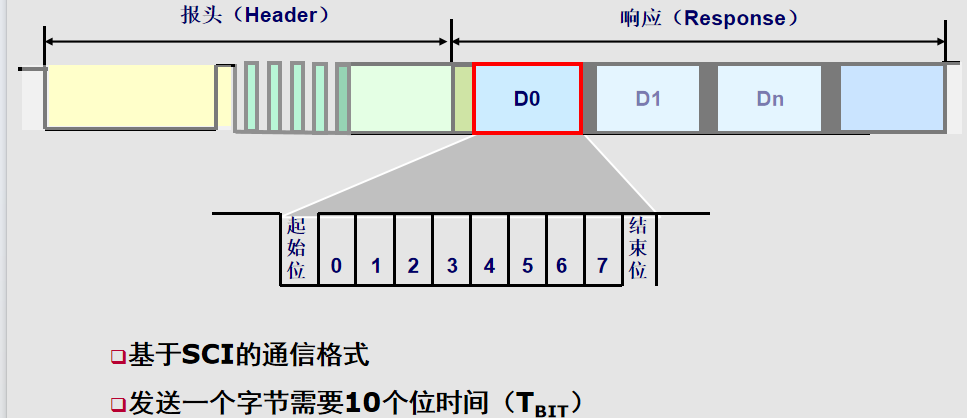 报头（Header） 响应（Response）
D0 D1 Dn
起始位 0 1 2 3 4 5 6 7 结束位
❑基于SCI的通信格式
❑发送一个字节需要10个位时间（TBIT）